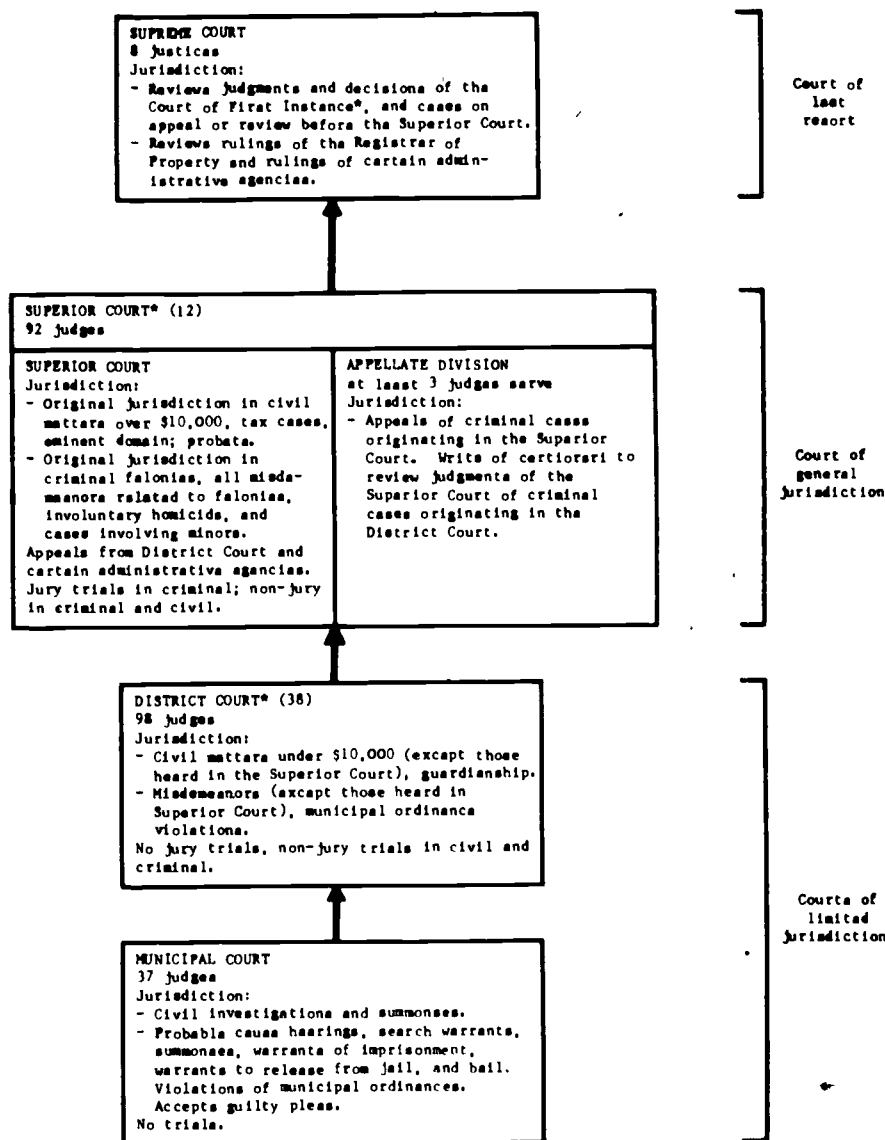 SUPREME COURT
8 justices
Jurisdiction:
- Reviews judgments and decisions of the
Court of First Instance*, and cases on
appeal or review before the Superior Court.
- Reviews rulings of the Registrar of
Property and rulings of certain admin-
istrative agencies.
Court of
last
resort
SUPERIOR COURT* (12)
92 judges
SUPERIOR COURT
Jurisdiction:
- Original jurisdiction in civil
matters over $10,000, tax cases,
eminent domain; probate.
- Original jurisdiction in
criminal felonies, all misde-
meanors related to felonies,
involuntary homicide, and
cases involving minors.
Appeals from District Court and
certain administrative agencies.
Jury trials in criminal; non-jury
in criminal and civil.
APPELLATE DIVISION
at least 3 judges serve
Jurisdiction:
- Appeals of criminal cases
originating in the Superior
Court. Writs of certiorari to
review judgments of the
Superior Court of criminal
cases originating in the
District Court.
Court of
general
jurisdiction
DISTRICT COURT* (38)
98 judges
Jurisdiction:
- Civil matters under $10,000 (except those
heard in the Superior Court), guardianship.
- Misdemeanors (except those heard in
Superior Court), municipal ordinance
violations.
No jury trials, non-jury trials in civil and
criminal.
MUNICIPAL COURT
37 judges
Jurisdiction:
- Civil investigations and summonses.
- Probable cause hearings, search warrants,
summonses, warrants of imprisonment,
warrants to release from jail, and bail.
Violations of municipal ordinances.
Accepts guilty pleas.
No trials.
Courts of
limited
jurisdiction